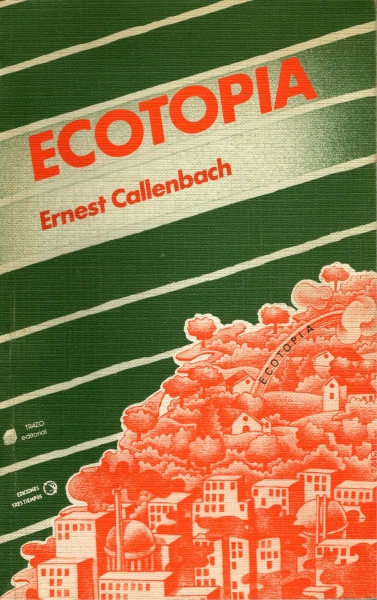 ECOTOPIA
Ernest Callenbach
ECOTOPIA
TRAZO
editorial
EDICIONES
TRES TIEMPOS